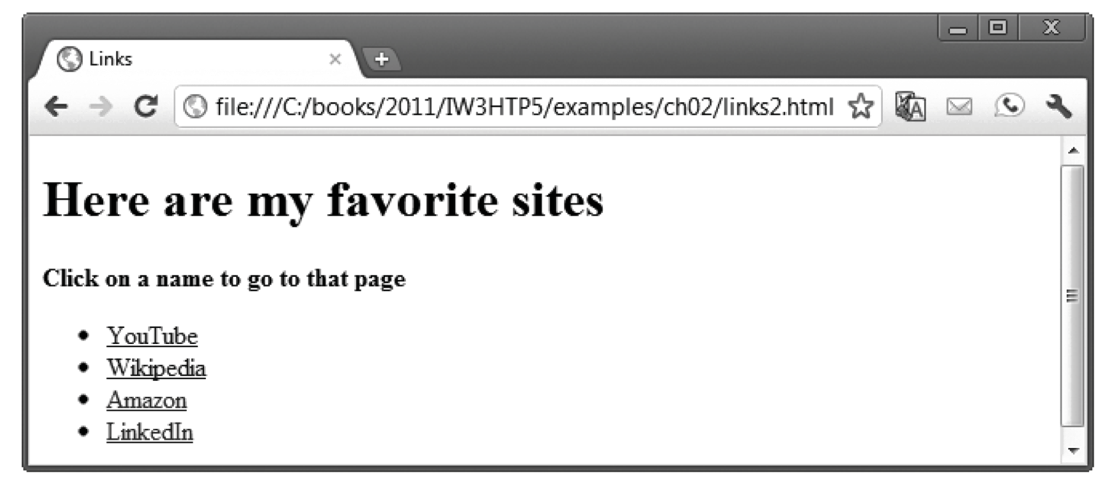 Links
file:///C:/books/2011/IW3HTP5/examples/ch02/links2.html
Here are my favorite sites
Click on a name to go to that page
• YouTube
• Wikipedia
• Amazon
• LinkedIn